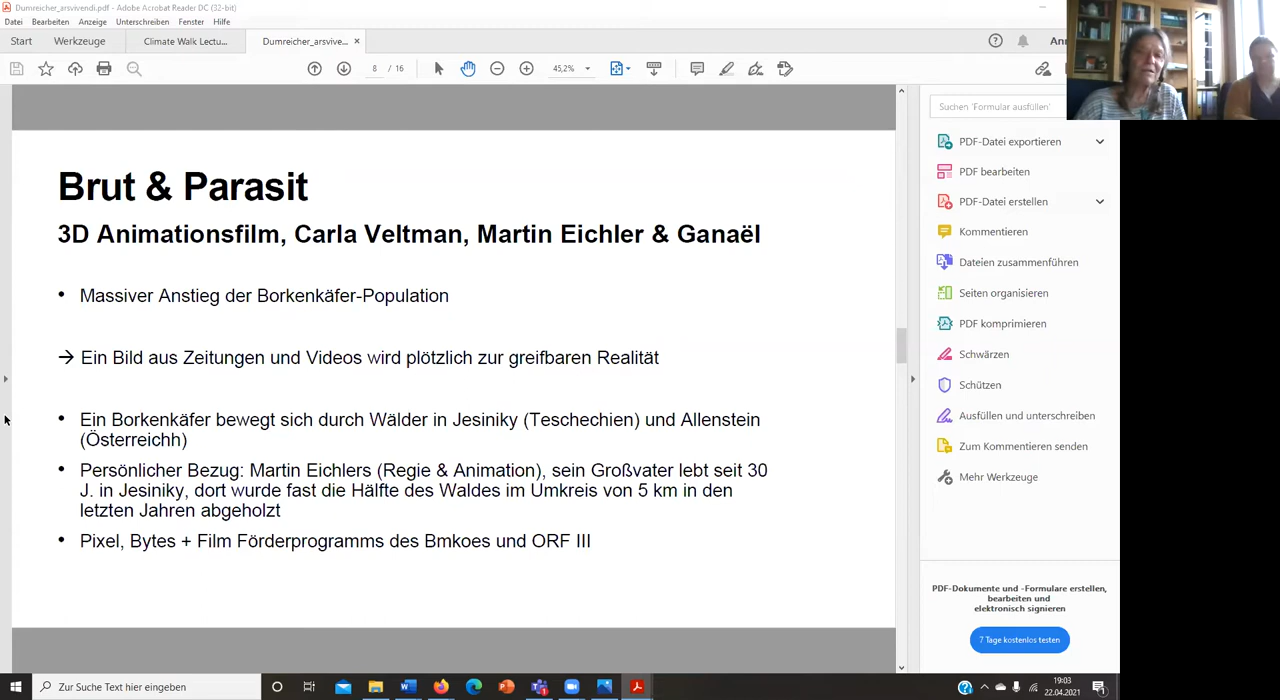 Dumreicher_arsvivendi.pdf - Adobe Acrobat Reader DC (32-bit)
Datei Bearbeiten Anzeige Unterschreiben Fenster Hilfe
Start Werkzeuge Climate Walk Lectu... Dumreicher_arsvive... ×
8 / 16 45,2%
Suchen 'Formular ausfüllen'
Brut & Parasit
3D Animationsfilm, Carla Veltman, Martin Eichler & Ganaël
• Massiver Anstieg der Borkenkäfer-Population
→ Ein Bild aus Zeitungen und Videos wird plötzlich zur greifbaren Realität
• Ein Borkenkäfer bewegt sich durch Wälder in Jesiniky (Teschechien) und Allenstein
(Österreichh)
• Persönlicher Bezug: Martin Eichlers (Regie & Animation), sein Großvater lebt seit 30
J. in Jesiniky, dort wurde fast die Hälfte des Waldes im Umkreis von 5 km in den
letzten Jahren abgeholzt
• Pixel, Bytes + Film Förderprogramms des Bmkoes und ORF III
PDF-Datei exportieren
PDF bearbeiten
PDF-Datei erstellen
Kommentieren
Dateien zusammenführen
Seiten organisieren
PDF komprimieren
Schwärzen
Schützen
Ausfüllen und unterschreiben
Zum Kommentieren senden
Mehr Werkzeuge
PDF-Dokumente und -Formulare erstellen,
bearbeiten und
elektronisch signieren
7 Tage kostenlos testen
Zur Suche Text hier eingeben
19:03
22.04.2021